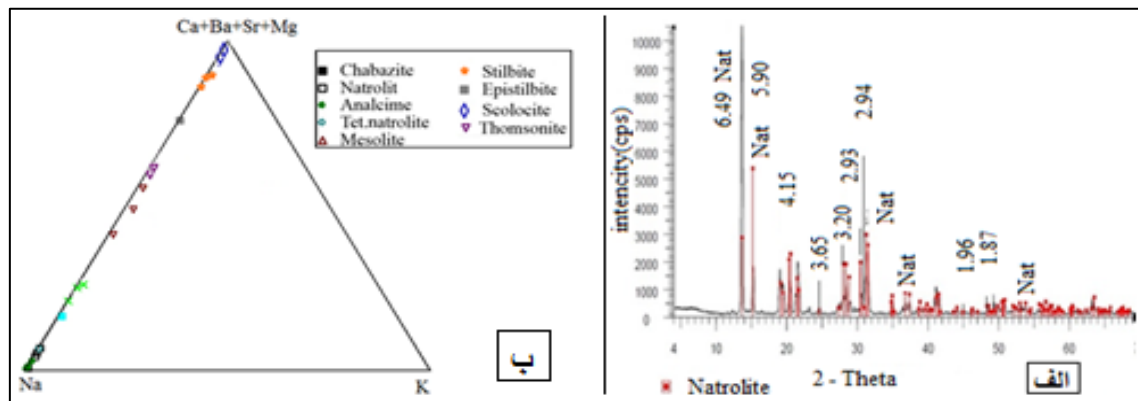 Ca+Ba+Sr+Mg
Chabazite
Natrolit
Analcime
Tet.natrolite
Mesolite
Stilbite
Epistilbite
Scolocite
Thomsonite
Na
K
ب
intencity(cps)
10000
9000
8000
7000
6000
5000
4000
3000
2000
1000
0
6.49 Nat
5.90
Nat
4.15
3.65
3.20
2.93
2.94
Nat
Nat
1.96
1.87
Nat
4 10 20 30 40 50 60
Natrolite
2 - Theta
الف